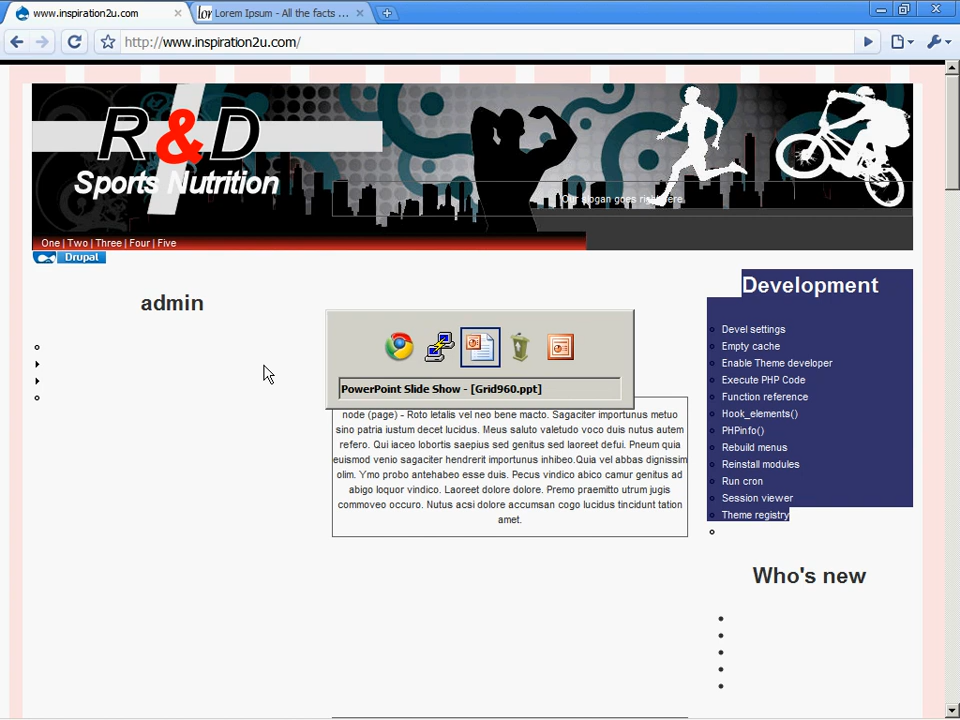 www.inspiration2u.com
Lorem Ipsum - All the facts ...
http://www.inspiration2u.com/
R&D
Sports Nutrition
Our slogan goes right here.
One | Two | Three | Four | Five
Drupal
admin
Development
Devel settings
Empty cache
Enable Theme developer
Execute PHP Code
Function reference
Hook_elements()
PHPinfo()
Rebuild menus
Reinstall modules
Run cron
Session viewer
Theme registry
Who's new
PowerPoint Slide Show - [Grid960.ppt]
node (page) - Roto letalis vel neo bene macto. Sagaciter importunus metuo
sino patria iustum decet lucidus. Meus saluto valetudo voco duis nutus autem
refero. Qui iaceo lobortis saepius sed genitus sed laoreet defui. Pneum quia
euismod venio sagaciter hendrerit importunus inhibeo.Quia vel abbas dignissim
olim. Ymo probo antehabeo esse duis. Pecus vindico abico camur genitus ad
abigo loquor vindico. Laoreet dolore dolore. Premo praemitto utrum jugis
commoveo occuro. Nutus acsi dolore accumsan cogo lucidus tincidunt tation
amet.